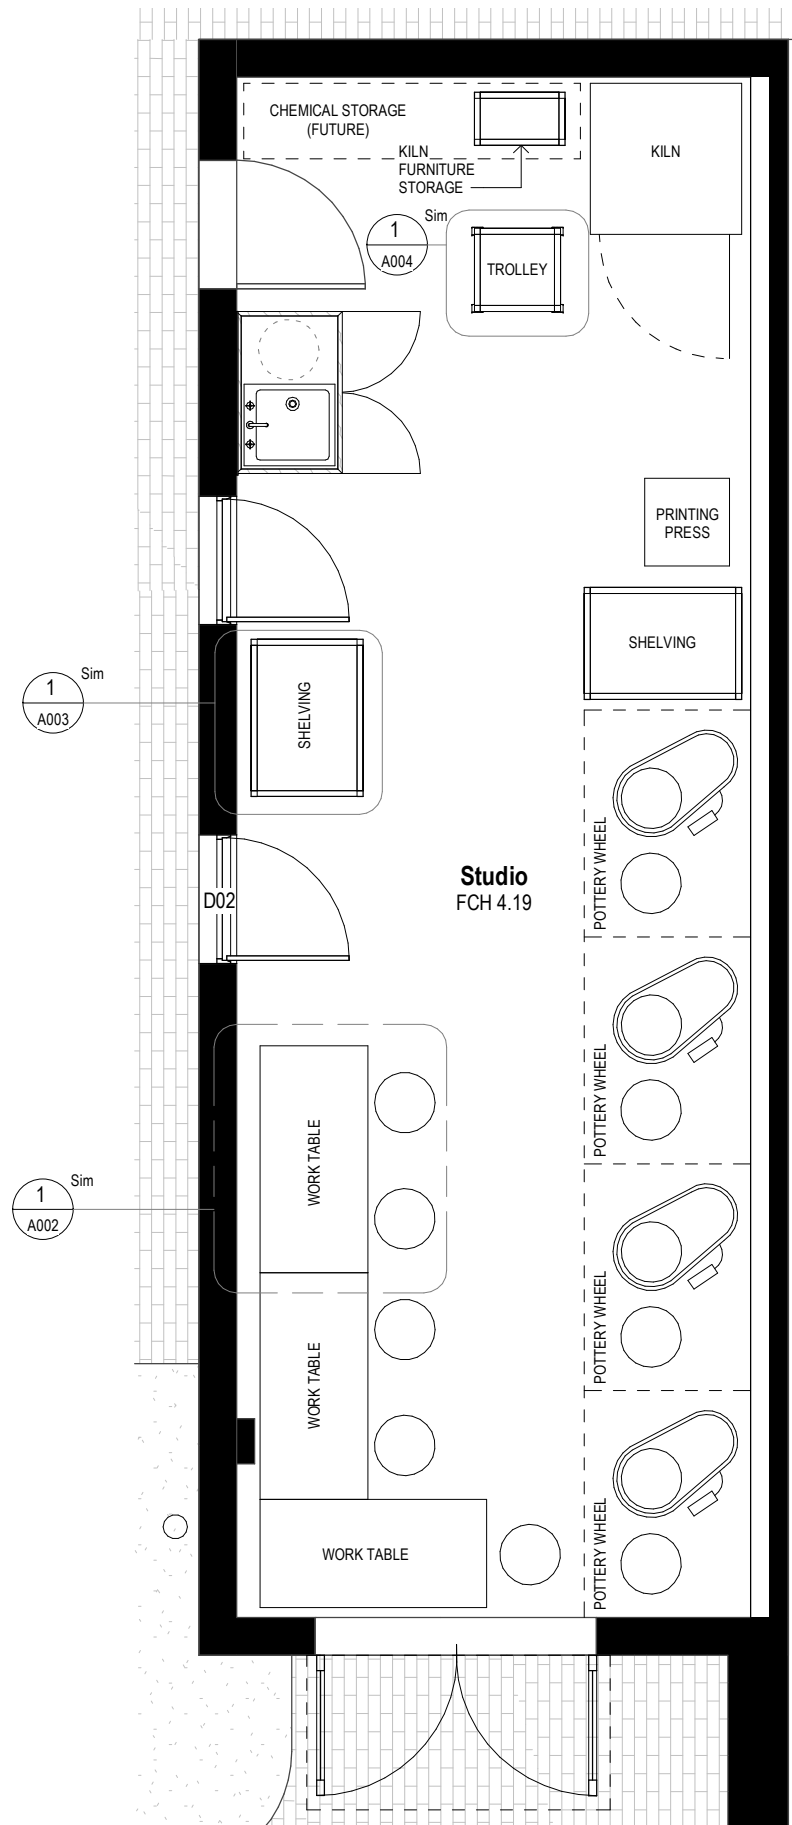 CHEMICAL STORAGE
(FUTURE)
KILN
FURNITURE
STORAGE
KILN
Sim
1
A004
TROLLEY
PRINTING
PRESS
SHELVING
Sim
1
A003
SHELVING
POTTERY WHEEL
Studio
FCH 4.19
D02
POTTERY WHEEL
WORK TABLE
Sim
1
A002
POTTERY WHEEL
WORK TABLE
WORK TABLE
POTTERY WHEEL